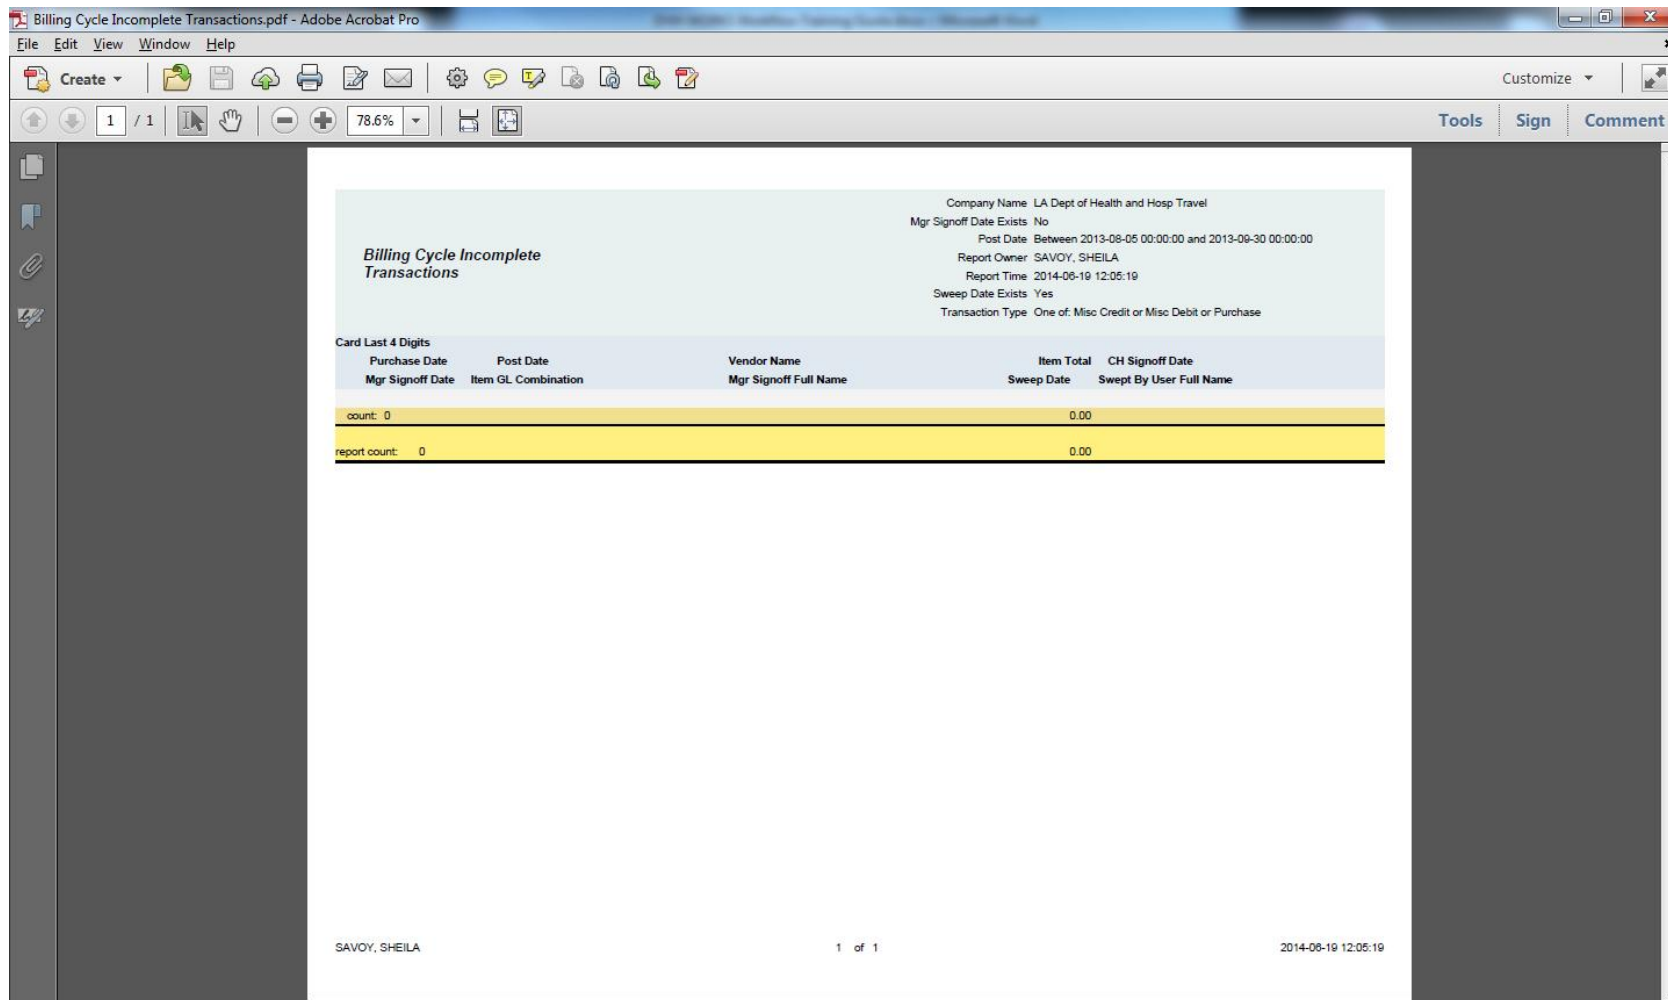 Billing Cycle Incomplete Transactions.pdf - Adobe Acrobat Pro
File Edit View Window Help
Create Customize
1 / 1 78.6% Tools Sign Comment
Company Name LA Dept of Health and Hosp Travel
Mgr Signoff Date Exists No
Post Date Between 2013-08-05 00:00:00 and 2013-09-30 00:00:00
Billing Cycle Incomplete
Transactions
Report Owner SAVOY, SHEILA
Report Time 2014-06-19 12:05:19
Sweep Date Exists Yes
Transaction Type One of: Misc Credit or Misc Debit or Purchase
Card Last 4 Digits
Purchase Date Post Date Vendor Name Item Total CH Signoff Date
Mgr Signoff Date Item GL Combination Mgr Signoff Full Name Sweep Date Swept By User Full Name
count: 0 0.00
report count: 0 0.00
SAVOY, SHEILA 1 of 1 2014-06-19 12:05:19